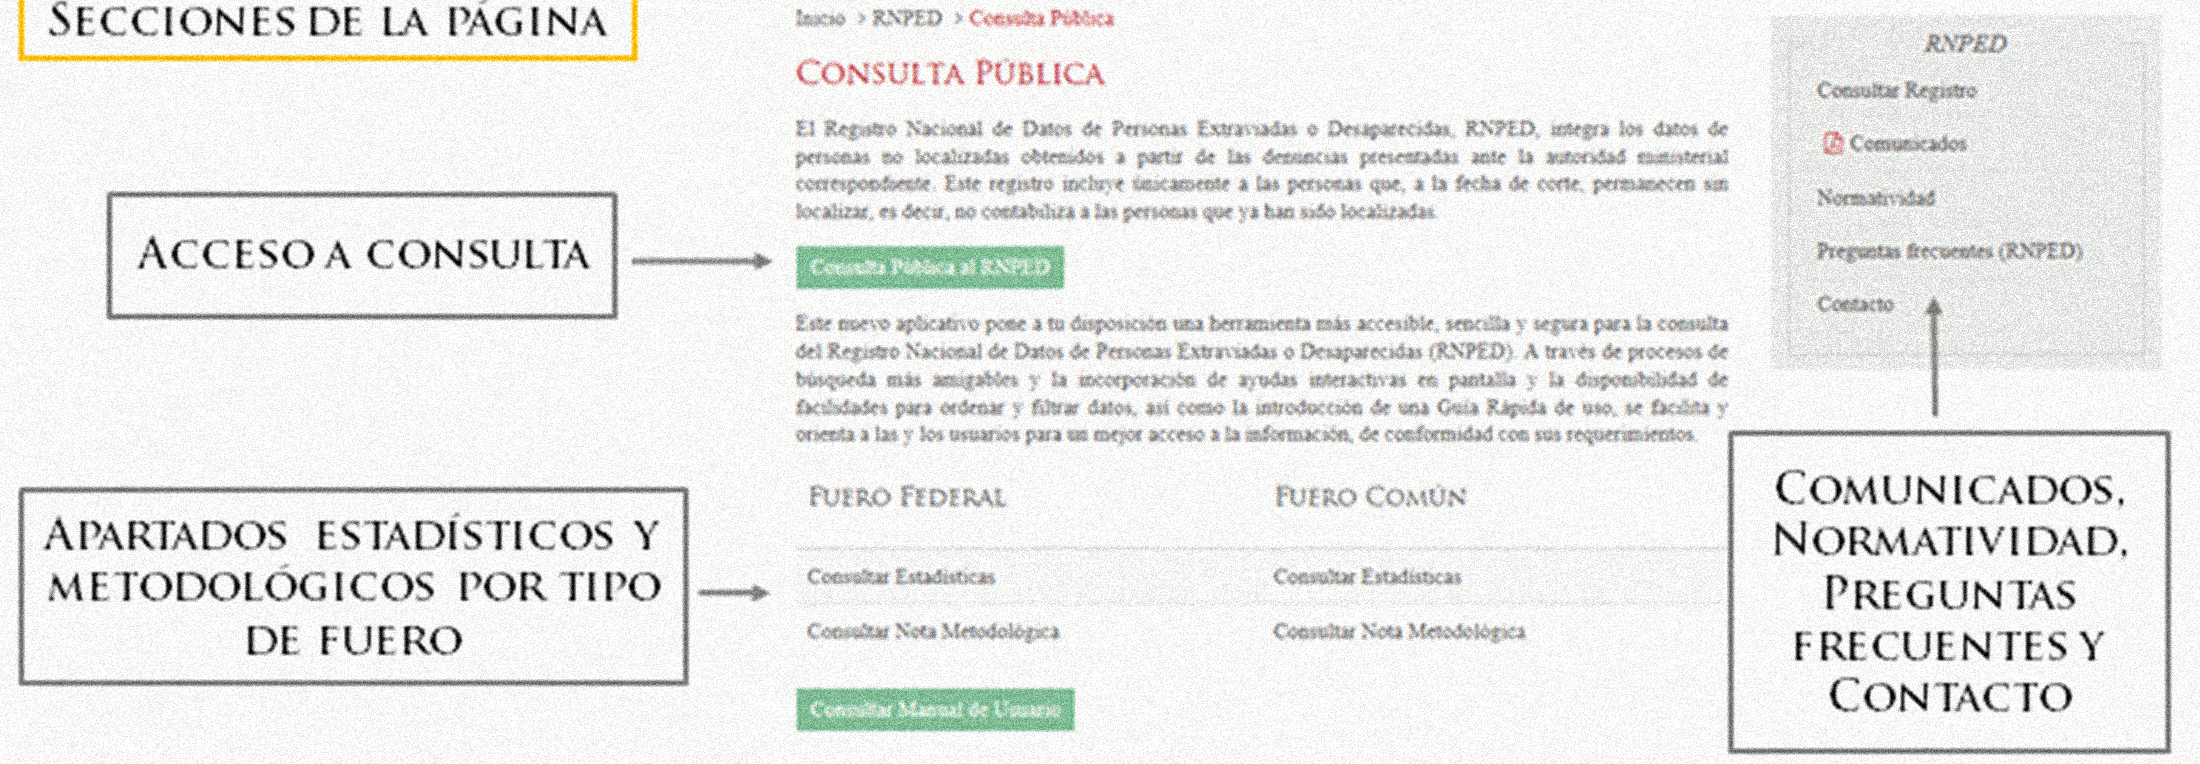 SECCIONES DE LA PÁGINA
Inicio > RNPED > Consulta Pública
CONSULTA PÚBLICA
El Registro Nacional de Datos de Personas Extraviadas o Desaparecidas, RNPED, integra los datos de
personas no localizadas obtenidos a partir de las denuncias presentadas ante la autoridad ministerial
correspondiente. Este registro incluye únicamente a las personas que, a la fecha de corte, permanecen sin
localizar, es decir, no contabiliza a las personas que ya han sido localizadas.
ACCESO A CONSULTA
Consulta Pública al RNPED
Este nuevo aplicativo pone a tu disposición una herramienta más accesible, sencilla y segura para la consulta
del Registro Nacional de Datos de Personas Extraviadas o Desaparecidas (RNPED). A través de procesos de
búsqueda más amigables y la incorporación de ayudas interactivas en pantalla y la disponibilidad de
facilidades para ordenar y filtrar datos, así como la introducción de una Guía Rápida de uso, se facilita y
orienta a las y los usuarios para un mejor acceso a la información, de conformidad con sus requerimientos.
APARTADOS ESTADÍSTICOS Y
METODOLÓGICOS POR TIPO
DE FUERO
FUERO FEDERAL
FUERO COMÚN
Consultar Estadísticas
Consultar Estadísticas
Consultar Nota Metodológica
Consultar Nota Metodológica
Consultar Manual de Usuario
RNPED
Consultar Registro
Comunicados
Normatividad
Preguntas frecuentes (RNPED)
Contacto
COMUNICADOS,
NORMATIVIDAD,
PREGUNTAS
FRECUENTES Y
CONTACTO